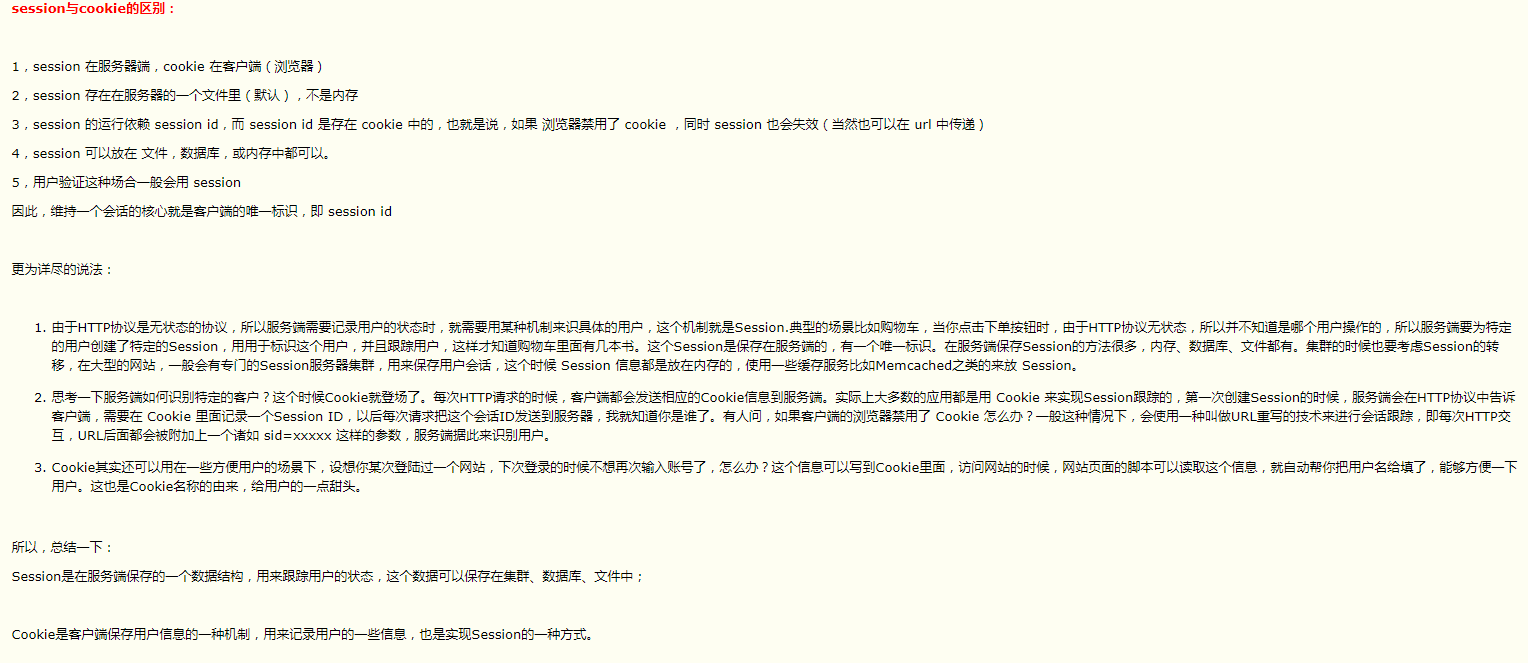 session与cookie的区别：
1，session 在服务器端，cookie 在客户端（浏览器）
2，session 存在在服务器的一个文件里（默认），不是内存
3，session 的运行依赖 session id，而 session id 是存在 cookie 中的，也就是说，如果 浏览器禁用了 cookie ，同时 session 也会失效（当然也可以在 url 中传递）
4，session 可以放在 文件，数据库，或内存中都可以。
5，用户验证这种场合一般会用 session
因此，维持一个会话的核心就是客户端的唯一标识，即 session id
更为详尽的说法：
1. 由于HTTP协议是无状态的协议，所以服务端需要记录用户的状态时，就需要用某种机制来识具体的用户，这个机制就是Session.典型的场景比如购物车，当你点击下单按钮时，由于HTTP协议无状态，所以并不知道是哪个用户操作的，所以服务端要为特定
的用户创建了特定的Session，用用于标识这个用户，并且跟踪用户，这样才知道购物车里面有几本书。这个Session是保存在服务端的，有一个唯一标识。在服务端保存Session的方法很多，内存、数据库、文件都有。集群的时候也要考虑Session的转
移，在大型的网站，一般会有专门的Session服务器集群，用来保存用户会话，这个时候 Session 信息都是放在内存的，使用一些缓存服务比如Memcached之类的来放 Session。
2. 思考一下服务端如何识别特定的客户？这个时候Cookie就登场了。每次HTTP请求的时候，客户端都会发送相应的Cookie信息到服务端。实际上大多数的应用都是用 Cookie 来实现Session跟踪的，第一次创建Session的时候，服务端会在HTTP协议中告诉
客户端，需要在 Cookie 里面记录一个Session ID，以后每次请求把这个会话ID发送到服务器，我就知道你是谁了。有人问，如果客户端的浏览器禁用了 Cookie 怎么办？一般这种情况下，会使用一种叫做URL重写的技术来进行会话跟踪，即每次HTTP交
互，URL后面都会被附加上一个诸如 sid=xxxxx 这样的参数，服务端据此来识别用户。
3. Cookie其实还可以用在一些方便用户的场景下，设想你某次登陆过一个网站，下次登录的时候不想再次输入账号了，怎么办？这个信息可以写到Cookie里面，访问网站的时候，网站页面的脚本可以读取这个信息，就自动帮你把用户名给填了，能够方便一下
用户。这也是Cookie名称的由来，给用户的一点甜头。
所以，总结一下：
Session是在服务端保存的一个数据结构，用来跟踪用户的状态，这个数据可以保存在集群、数据库、文件中；
Cookie是客户端保存用户信息的一种机制，用来记录用户的一些信息，也是实现Session的一种方式。